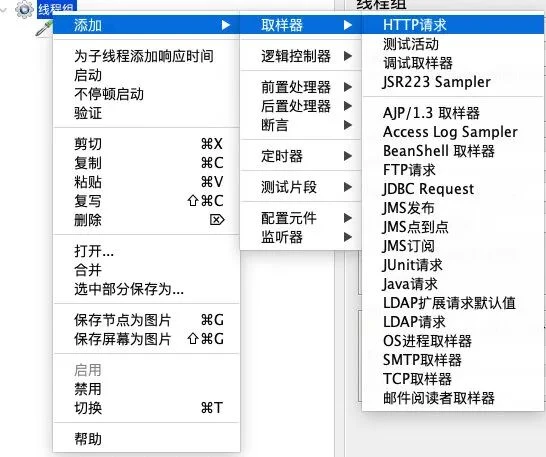 线程组
线程组
添加
为子线程添加响应时间
启动
不停顿启动
验证
剪切 ⌘X
复制 ⌘C
粘贴 ⌘V
复写 ⇧⌘C
删除 ⌦
打开...
合并
选中部分保存为...
保存节点为图片 ⌘G
保存屏幕为图片 ⇧⌘G
启用
禁用
切换 ⌘T
帮助
取样器
逻辑控制器
前置处理器
后置处理器
断言
定时器
测试片段
配置元件
监听器
HTTP请求
测试活动
调试取样器
JSR223 Sampler
AJP/1.3 取样器
Access Log Sampler
BeanShell 取样器
FTP请求
JDBC Request
JMS发布
JMS点到点
JMS订阅
JUnit请求
Java请求
LDAP扩展请求默认值
LDAP请求
OS进程取样器
SMTP取样器
TCP取样器
邮件阅读者取样器